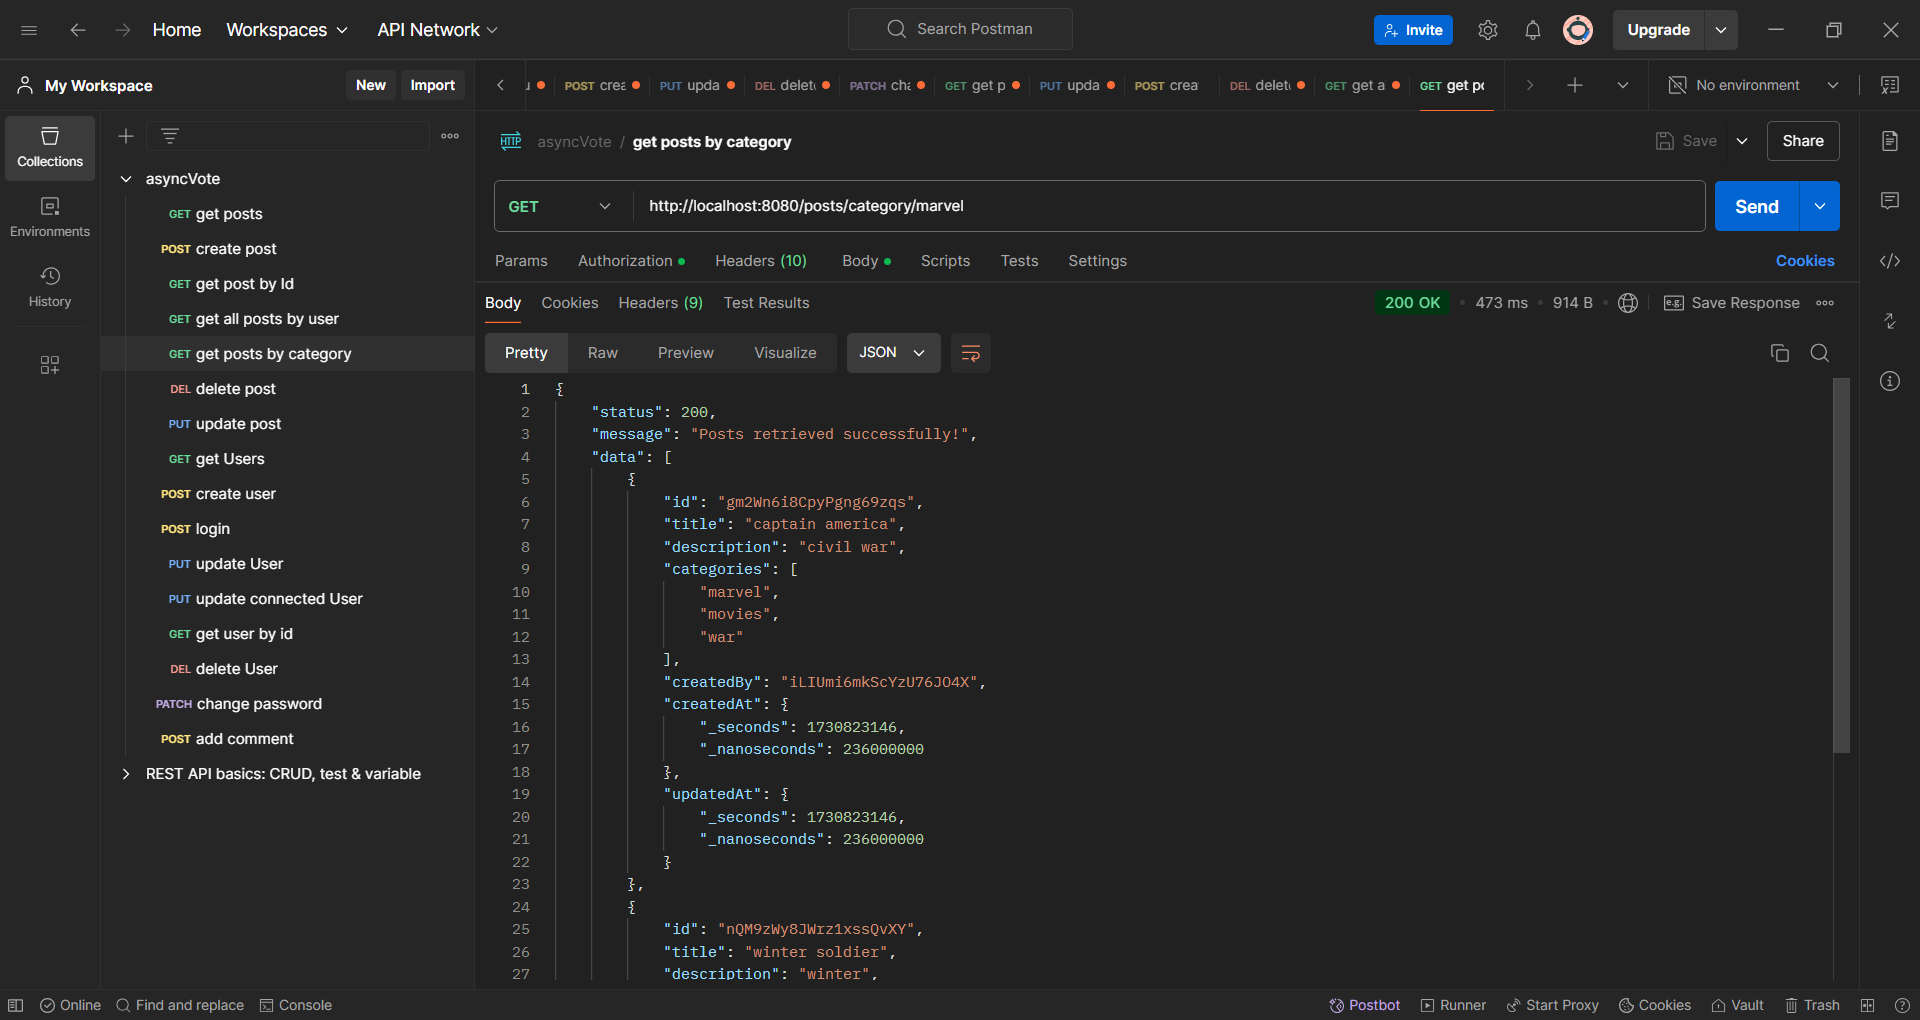 Home Workspaces API Network Search Postman Invite Upgrade
My Workspace New Import
POST crea PUT upda DEL delet PATCH cha GET get p PUT upda POST crea DEL delet GET get a GET get po No environment
Collections
Environments
History
asyncVote
GET get posts
POST create post
GET get post by Id
GET get all posts by user
GET get posts by category
DEL delete post
PUT update post
GET get Users
POST create user
POST login
PUT update User
PUT update connected User
GET get user by id
DEL delete User
PATCH change password
POST add comment
REST API basics: CRUD, test & variable
HTTP asyncVote / get posts by category Save Share
GET http://localhost:8080/posts/category/marvel Send
Params Authorization Headers (10) Body Scripts Tests Settings Cookies
Body Cookies Headers (9) Test Results 200 OK 473 ms 914 B e.g. Save Response
Pretty Raw Preview Visualize JSON
1 {
2 "status": 200,
3 "message": "Posts retrieved successfully!",
4 "data": [
5 {
6 "id": "gm2Wn6i8CpyPgng69zqs",
7 "title": "captain america",
8 "description": "civil war",
9 "categories": [
10 "marvel",
11 "movies",
12 "war"
13 ],
14 "createdBy": "iLIUmi6mkScYzU76JO4X",
15 "createdAt": {
16 "_seconds": 1730823146,
17 "_nanoseconds": 236000000
18 },
19 "updatedAt": {
20 "_seconds": 1730823146,
21 "_nanoseconds": 236000000
22 }
23 },
24 {
25 "id": "nQM9zWy8JWrz1xssQvXY",
26 "title": "winter soldier",
27 "description": "winter",
Online Find and replace Console Postbot Runner Start Proxy Cookies Vault Trash